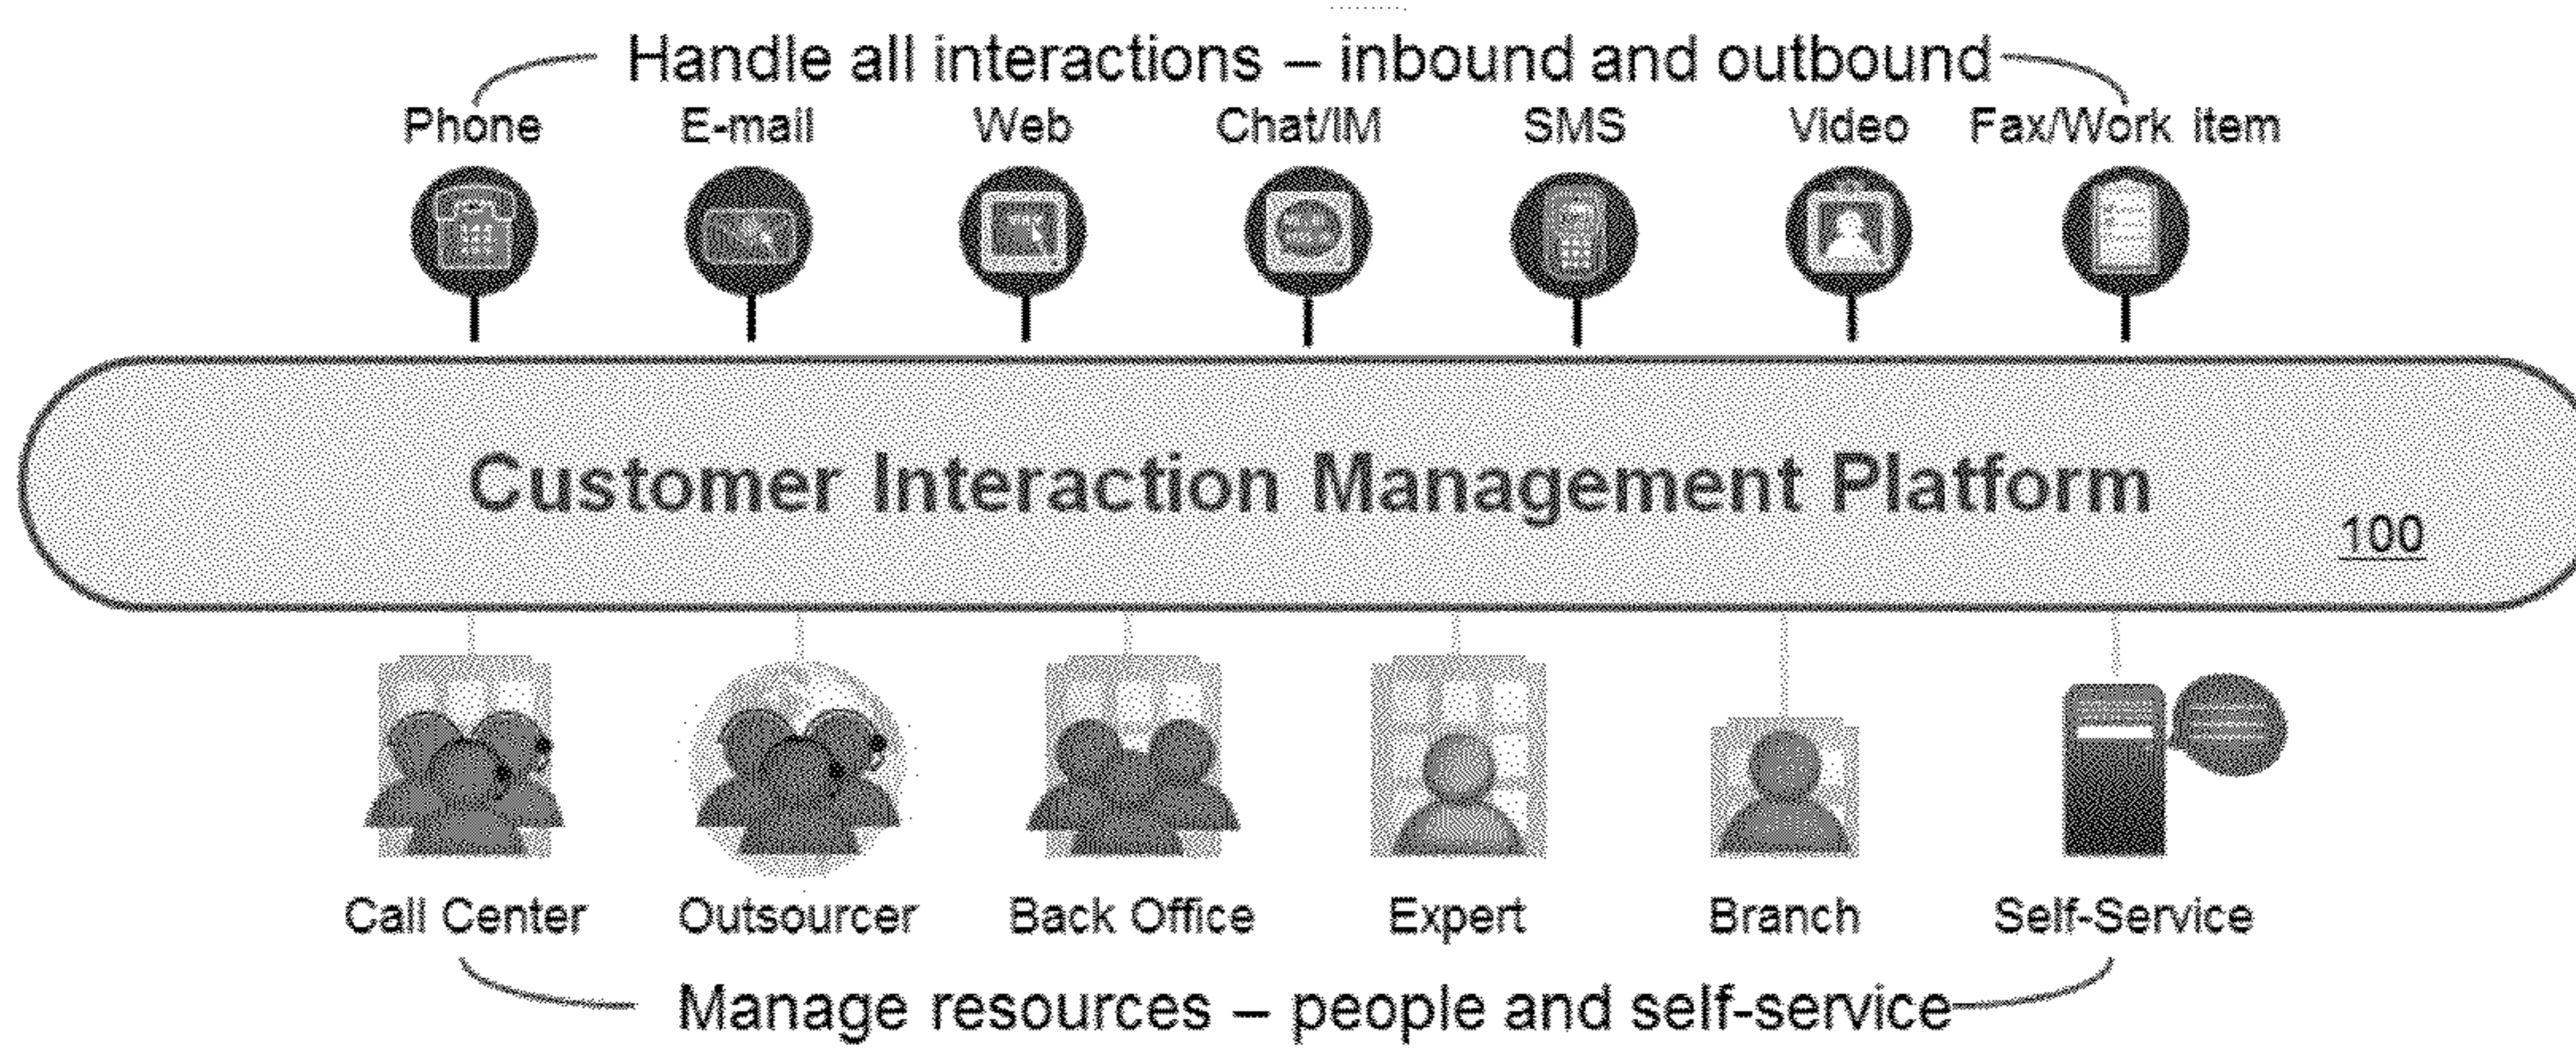 Handle all interactions – inbound and outbound
Phone E-mail Web Chat/IM SMS Video Fax/Work Item
Customer Interaction Management Platform
100
Call Center Outsourcer Back Office Expert Branch Self-Service
Manage resources – people and self-service